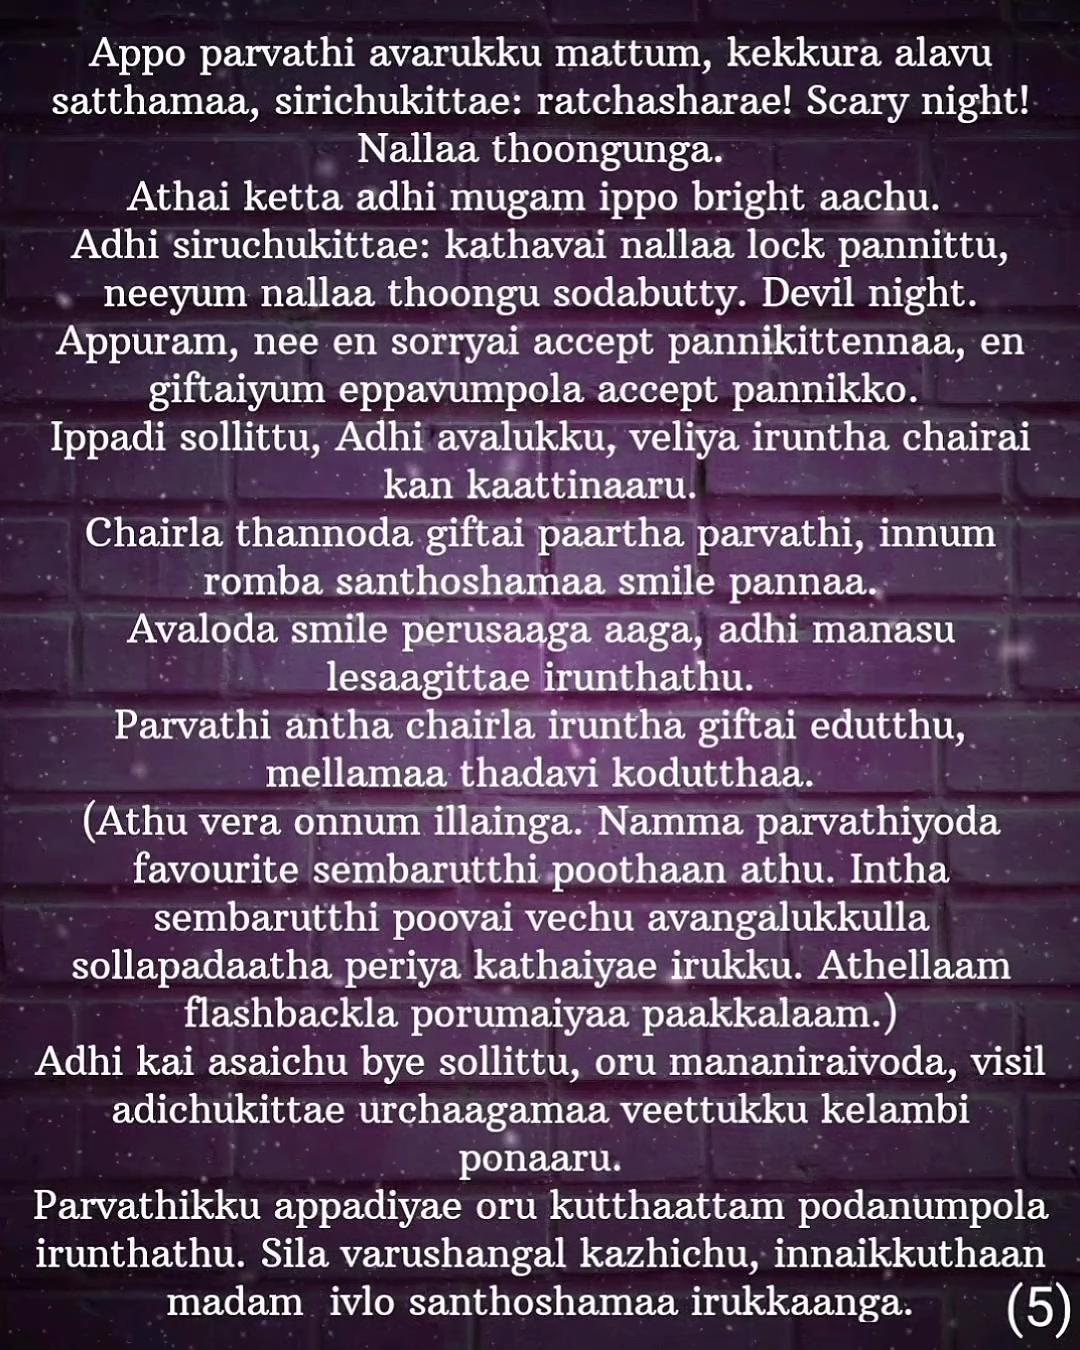 Appo parvathi avarukku mattum, kekkura alavu
satthamaa, sirichukittae: ratchasharae! Scary night!
Nallaa thoongunga.
Athai ketta adhi mugam ippo bright aachu.
Adhi siruchukittae: kathavai nallaa lock pannittu,
neeyum nallaa thoongu sodabutty. Devil night.
Appuram, nee en sorryai accept pannikittennaa, en
giftaiyum eppavumpola accept pannikko.
Ippadi sollittu, Adhi avalukku, veliya iruntha chairai
kan kaattinaaru.
Chairla thannoda giftai paartha parvathi, innum
romba santhoshamaa smile pannaa.
Avaloda smile perusaaga aaga, adhi manasu
lesaagittae irunthathu.
Parvathi antha chairla iruntha giftai edutthu,
mellamaa thadavi kodutthaa.
(Athu vera onnum illainga. Namma parvathiyoda
favourite sembarutthi poothaan athu. Intha
sembarutthi poovai vechu avangalukkulla
sollapadaatha periya kathaiyae irukku. Athellaam
flashbackla porumaiyaa paakkalaam.)
Adhi kai asaichu bye sollittu, oru mananiraivoda, visil
adichukittae urchaagamaa veettukku kelambi
ponaaru.
Parvathikku appadiyae oru kutthaattam podanumpola
irunthathu. Sila varushangal kazhichu, innaikkuthaan
madam ivlo santhoshamaa irukkaanga.
(5)